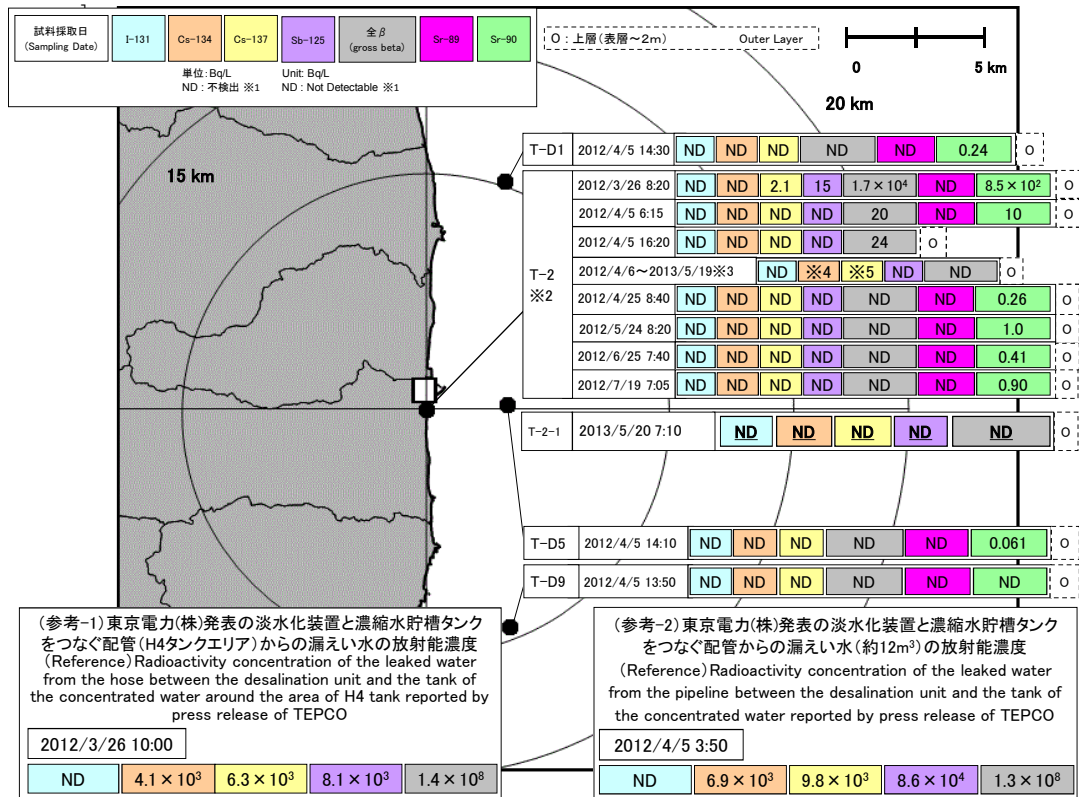 試料採取日
(Sampling Date)
I-131
Cs-134
Cs-137
Sb-125
全β
(gross beta)
Sr-89
Sr-90
単位:Bq/L Unit: Bq/L
ND : 不検出 ※1 ND : Not Detectable ※1
O : 上層(表層～2m) Outer Layer
0 5 km
20 km
15 km
T-D1 2012/4/5 14:30 ND ND ND ND ND 0.24 O
T-2
※2
2012/3/26 8:20 ND ND 2.1 15 1.7×10⁴ ND 8.5×10² O
2012/4/5 6:15 ND ND ND ND 20 ND 10 O
2012/4/5 16:20 ND ND ND ND 24 O
2012/4/6～2013/5/19※3 ND ※4 ※5 ND ND O
2012/4/25 8:40 ND ND ND ND ND ND 0.26 O
2012/5/24 8:20 ND ND ND ND ND ND 1.0 O
2012/6/25 7:40 ND ND ND ND ND ND 0.41 O
2012/7/19 7:05 ND ND ND ND ND ND 0.90 O
T-2-1 2013/5/20 7:10 ND ND ND ND ND O
T-D5 2012/4/5 14:10 ND ND ND ND ND 0.061 O
T-D9 2012/4/5 13:50 ND ND ND ND ND ND O
(参考-1)東京電力(株)発表の淡水化装置と濃縮水貯槽タンク
をつなぐ配管(H4タンクエリア)からの漏えい水の放射能濃度
(Reference)Radioactivity concentration of the leaked water
from the hose between the desalination unit and the tank of
the concentrated water around the area of H4 tank reported by
press release of TEPCO
2012/3/26 10:00
ND 4.1×10³ 6.3×10³ 8.1×10³ 1.4×10⁸
(参考-2)東京電力(株)発表の淡水化装置と濃縮水貯槽タンク
をつなぐ配管からの漏えい水(約12m³)の放射能濃度
(Reference)Radioactivity concentration of the leaked water
from the pipeline between the desalination unit and the tank of
the concentrated water reported by press release of TEPCO
2012/4/5 3:50
ND 6.9×10³ 9.8×10³ 8.6×10⁴ 1.3×10⁸